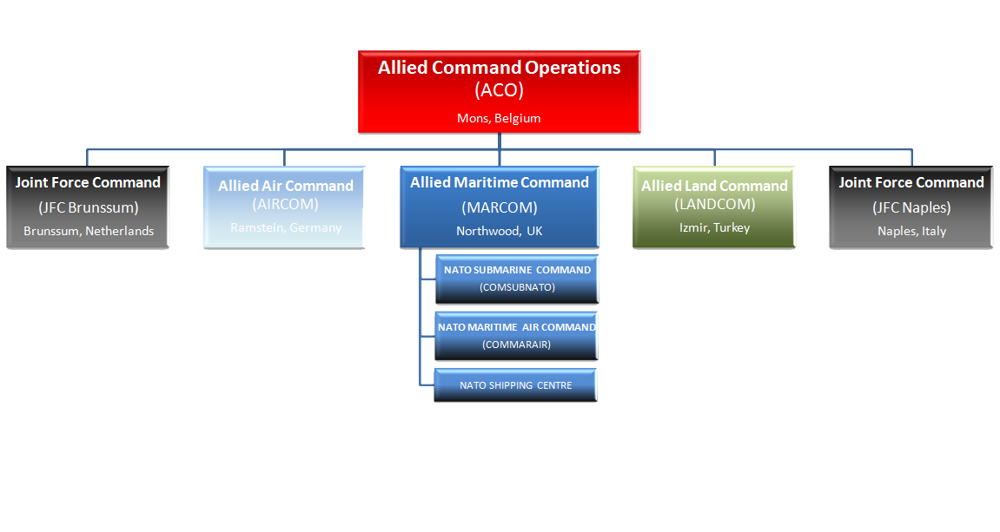 Allied Command Operations
(ACO)
Mons, Belgium
Joint Force Command
(JFC Brunssum)
Brunssum, Netherlands
Allied Air Command
(AIRCOM)
Ramstein, Germany
Allied Maritime Command
(MARCOM)
Northwood, UK
Allied Land Command
(LANDCOM)
Izmir, Turkey
Joint Force Command
(JFC Naples)
Naples, Italy
NATO SUBMARINE COMMAND
(COMSUBNATO)
NATO MARITIME AIR COMMAND
(COMMARAIR)
NATO SHIPPING CENTRE